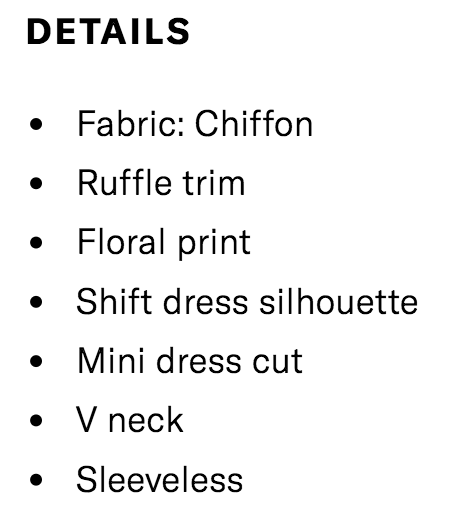 DETAILS
• Fabric: Chiffon
• Ruffle trim
• Floral print
• Shift dress silhouette
• Mini dress cut
• V neck
• Sleeveless